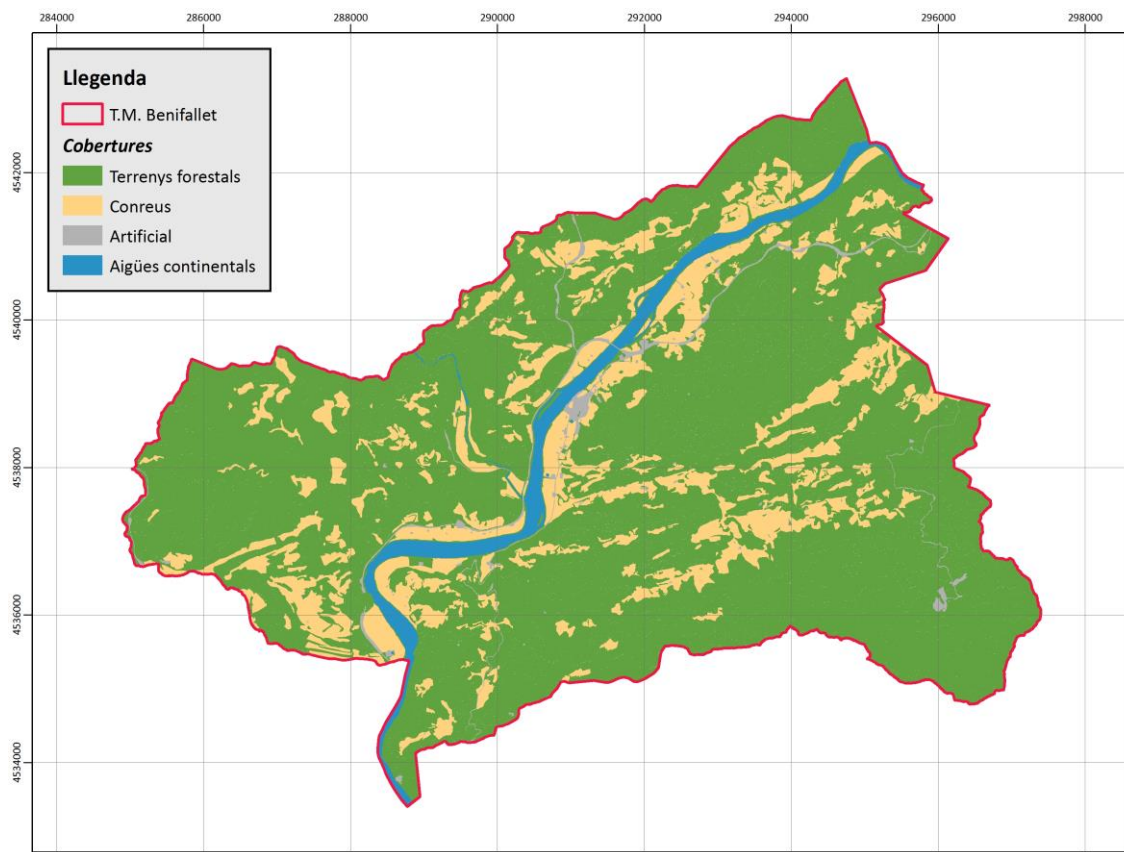 284000 286000 288000 290000 292000 294000 296000 298000
Llegenda
T.M. Benifallet
Cobertures
Terrenys forestals
Conreus
Artificial
Aigües continentals
4542000
4540000
4538000
4536000
4534000